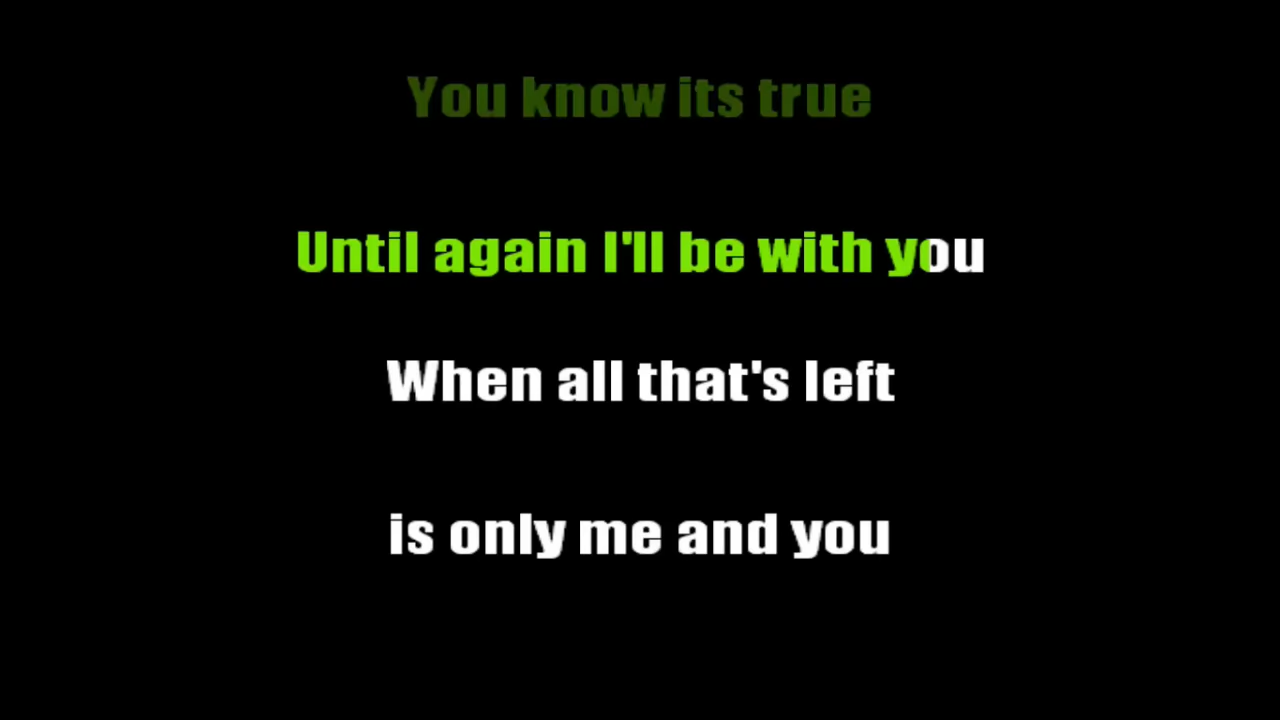 You know its true
Until again I'll be with you
When all that's left
is only me and you